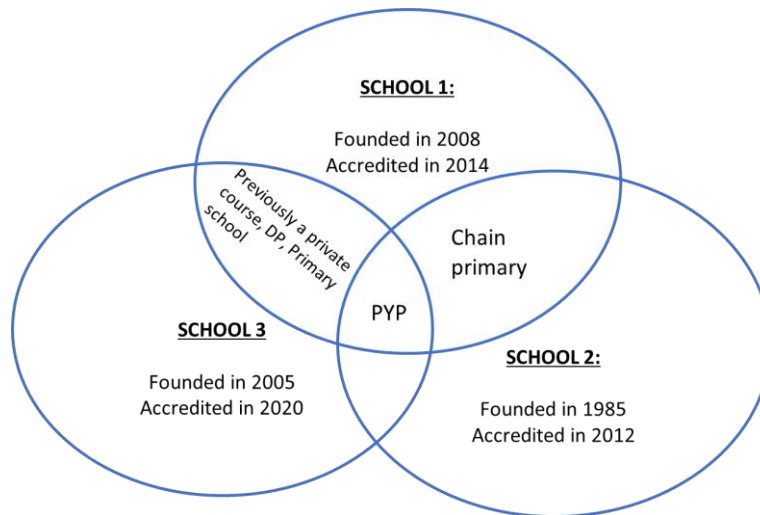 SCHOOL 1:
Founded in 2008
Accredited in 2014
Previously a private
course, DP, Primary
school
Chain
primary
PYP
SCHOOL 3
Founded in 2005
Accredited in 2020
SCHOOL 2:
Founded in 1985
Accredited in 2012